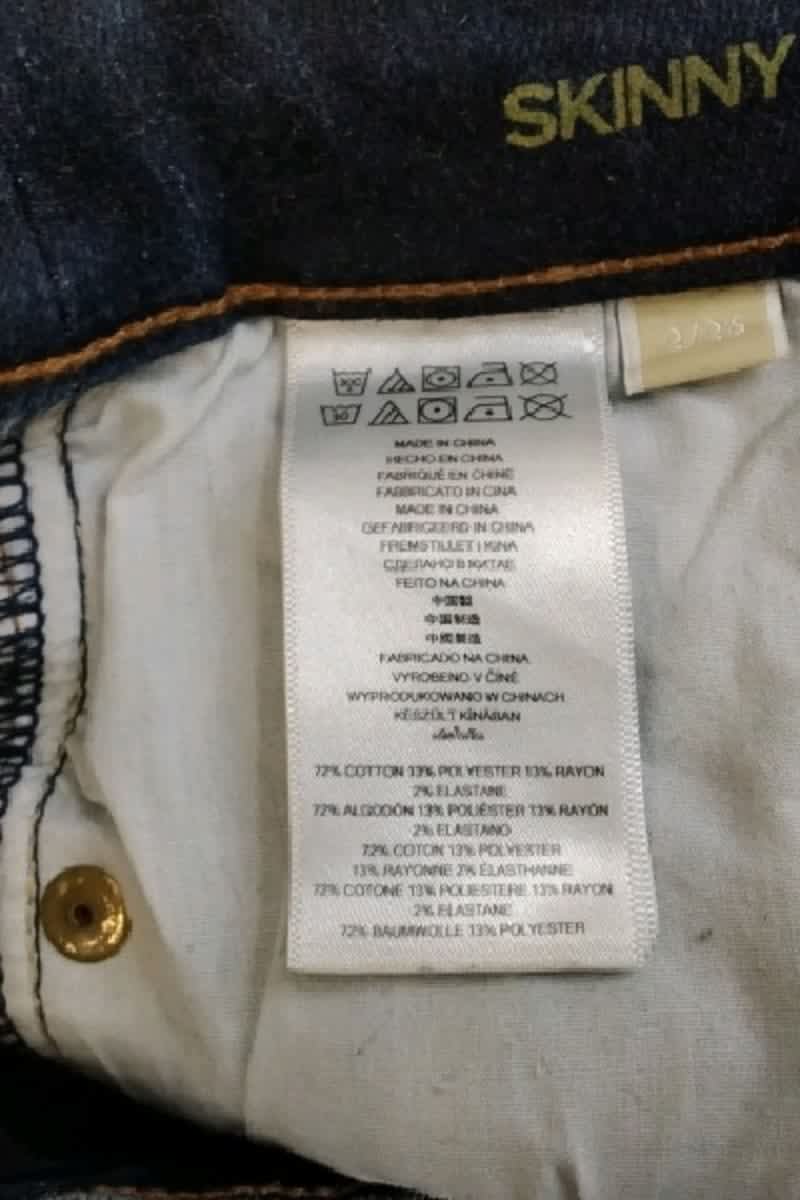 SKINNY
2/26
30C
30
MADE IN CHINA
HECHO EN CHINA
FABRIQUÉ EN CHINE
FABBRICATO IN CINA
MADE IN CHINA
GEFABRICEERD IN CHINA
FREMSTILLET I KINA
СДЕЛАНО В КИТАЕ
FEITO NA CHINA
中国製
中国制造
中國製造
FABRICADO NA CHINA
VYROBENO V ČÍNĚ
WYPRODUKOWANO W CHINACH
KÉSZÜLT KÍNÁBAN
72% COTTON 13% POLYESTER 13% RAYON
2% ELASTANE
72% ALGODÓN 13% POLIÉSTER 13% RAYÓN
2% ELASTANO
72% COTON 13% POLYESTER
13% RAYONNE 2% ÉLASTHANNE
72% COTONE 13% POLIESTERE 13% RAYON
2% ELASTANE
72% BAUMWOLLE 13% POLYESTER